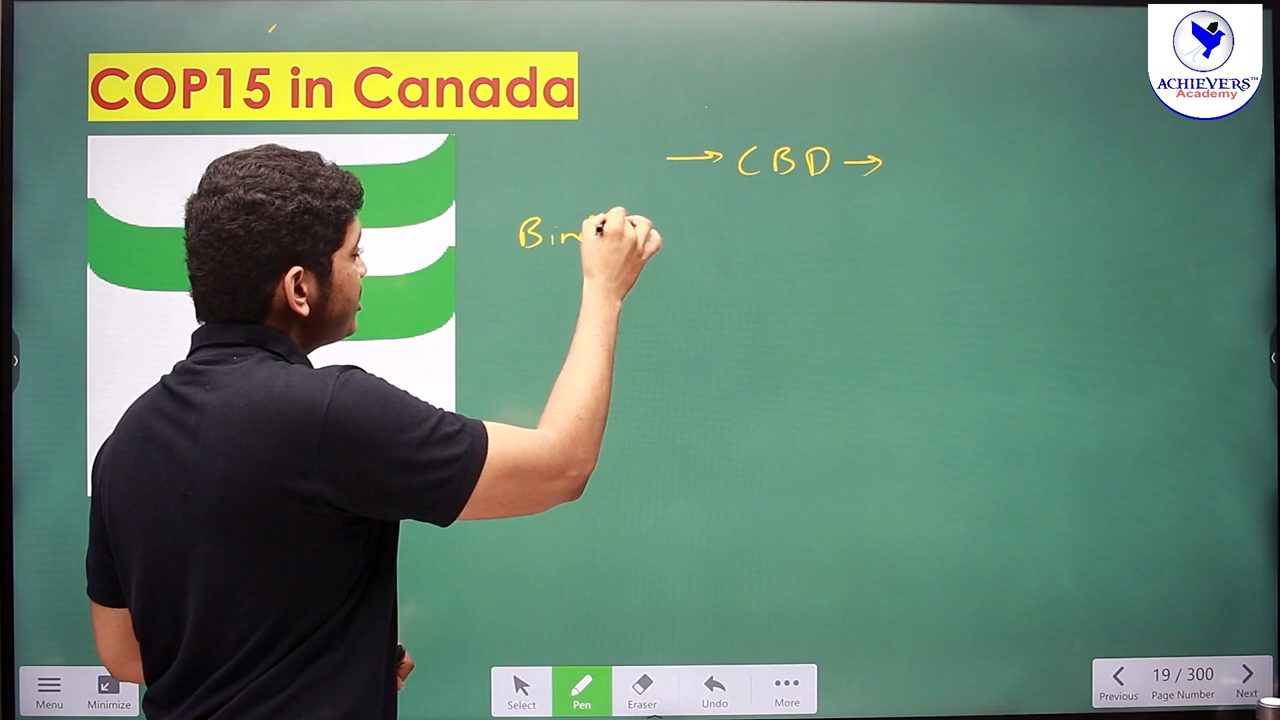 COP15 in Canada
ACHIEVERS™
Academy
→ CBD →
Bin
Menu
Minimize
Select
Pen
Eraser
Undo
More
Previous
19 / 300
Page Number
Next